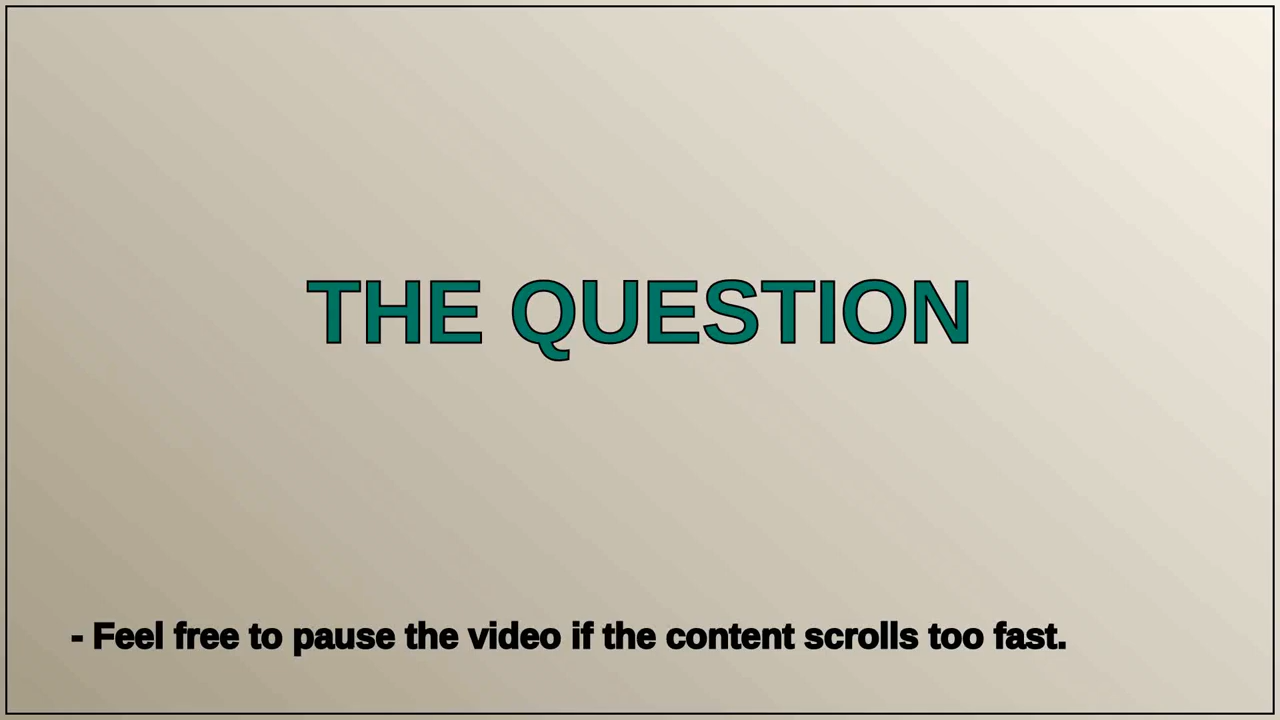 THE QUESTION
- Feel free to pause the video if the content scrolls too fast.